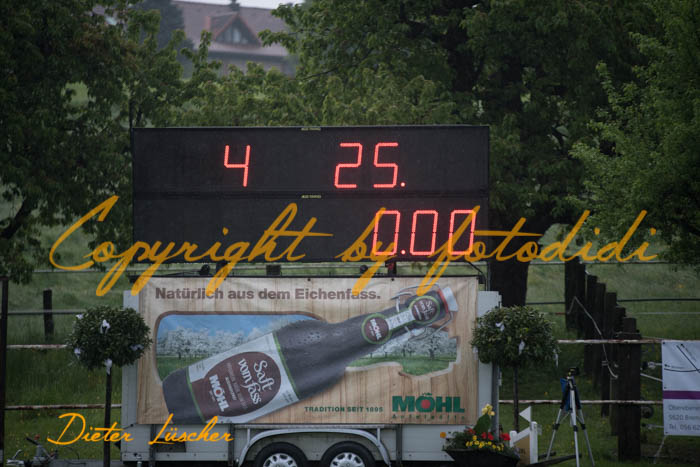 4 25.
0.00
Copyright by fotodidi
Natürlich aus dem Eichenfass.
Saft
vom Fass
MÖHL
MÖHL
TRADITION SEIT 1895
MÖHL
Dieter Lüscher